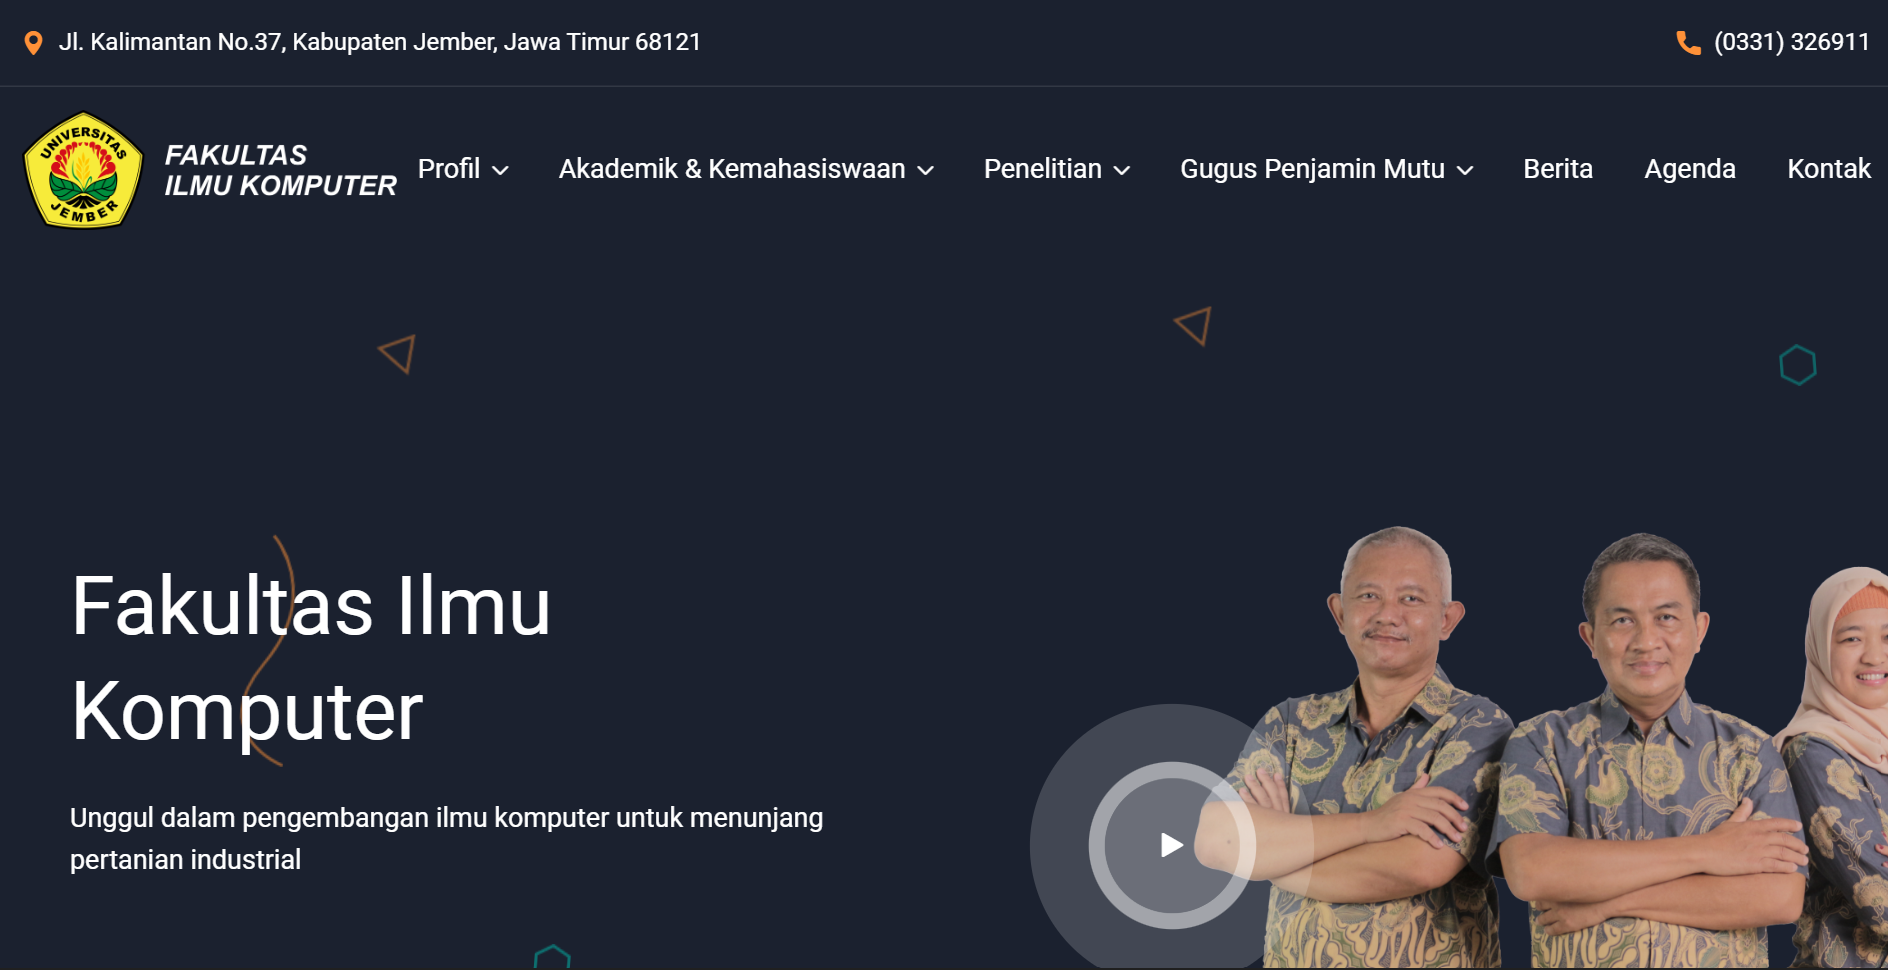 Jl. Kalimantan No.37, Kabupaten Jember, Jawa Timur 68121
(0331) 326911
UNIVERSITAS
JEMBER
FAKULTAS
ILMU KOMPUTER
Profil
Akademik & Kemahasiswaan
Penelitian
Gugus Penjamin Mutu
Berita
Agenda
Kontak
Fakultas Ilmu
Komputer
Unggul dalam pengembangan ilmu komputer untuk menunjang
pertanian industrial